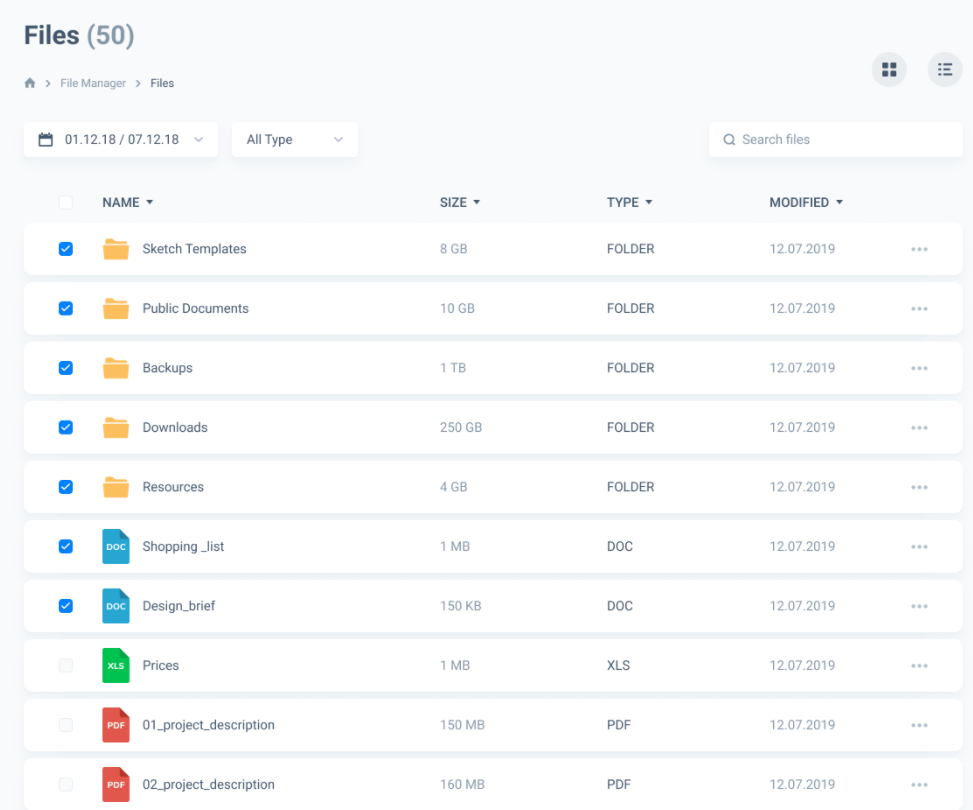 Files (50)
File Manager > Files
01.12.18 / 07.12.18 All Type Search files
NAME SIZE TYPE MODIFIED
Sketch Templates 8 GB FOLDER 12.07.2019
Public Documents 10 GB FOLDER 12.07.2019
Backups 1 TB FOLDER 12.07.2019
Downloads 250 GB FOLDER 12.07.2019
Resources 4 GB FOLDER 12.07.2019
DOC Shopping _list 1 MB DOC 12.07.2019
DOC Design_brief 150 KB DOC 12.07.2019
XLS Prices 1 MB XLS 12.07.2019
PDF 01_project_description 150 MB PDF 12.07.2019
PDF 02_project_description 160 MB PDF 12.07.2019